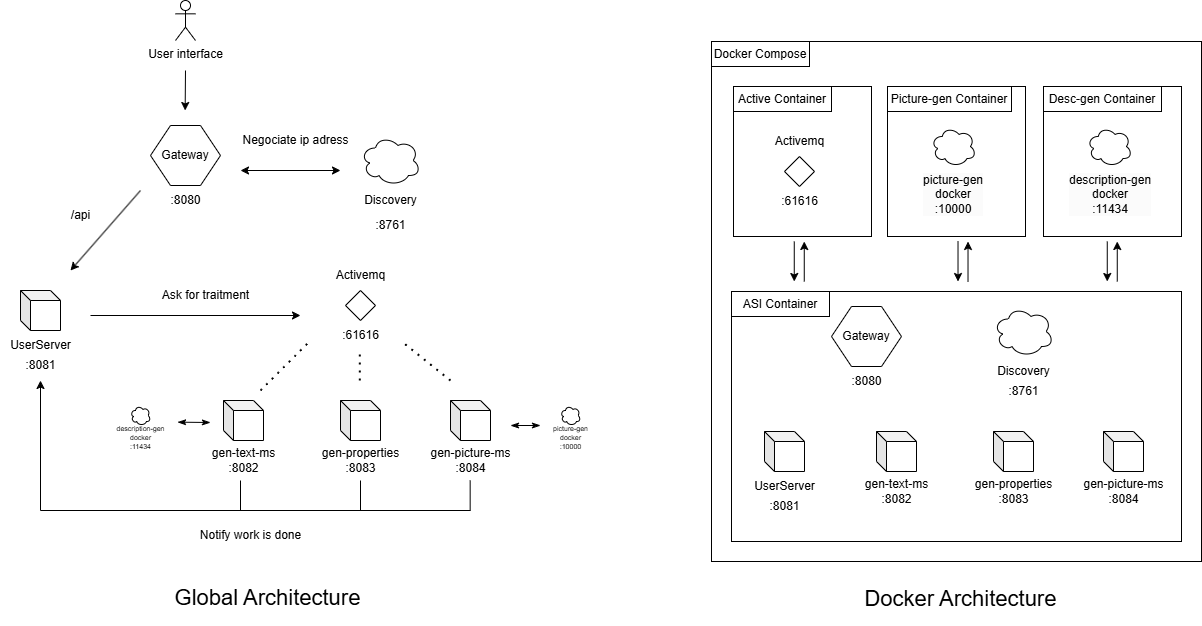 User interface
Gateway
:8080
Negociate ip adress
Discovery
:8761
/api
UserServer
:8081
Ask for traitment
Activemq
:61616
description-gen
docker
:11434
gen-text-ms
:8082
gen-properties
:8083
gen-picture-ms
:8084
picture-gen
docker
:10000
Notify work is done
Global Architecture
Docker Compose
Active Container
Activemq
:61616
Picture-gen Container
picture-gen
docker
:10000
Desc-gen Container
description-gen
docker
:11434
ASI Container
Gateway
:8080
Discovery
:8761
UserServer
:8081
gen-text-ms
:8082
gen-properties
:8083
gen-picture-ms
:8084
Docker Architecture